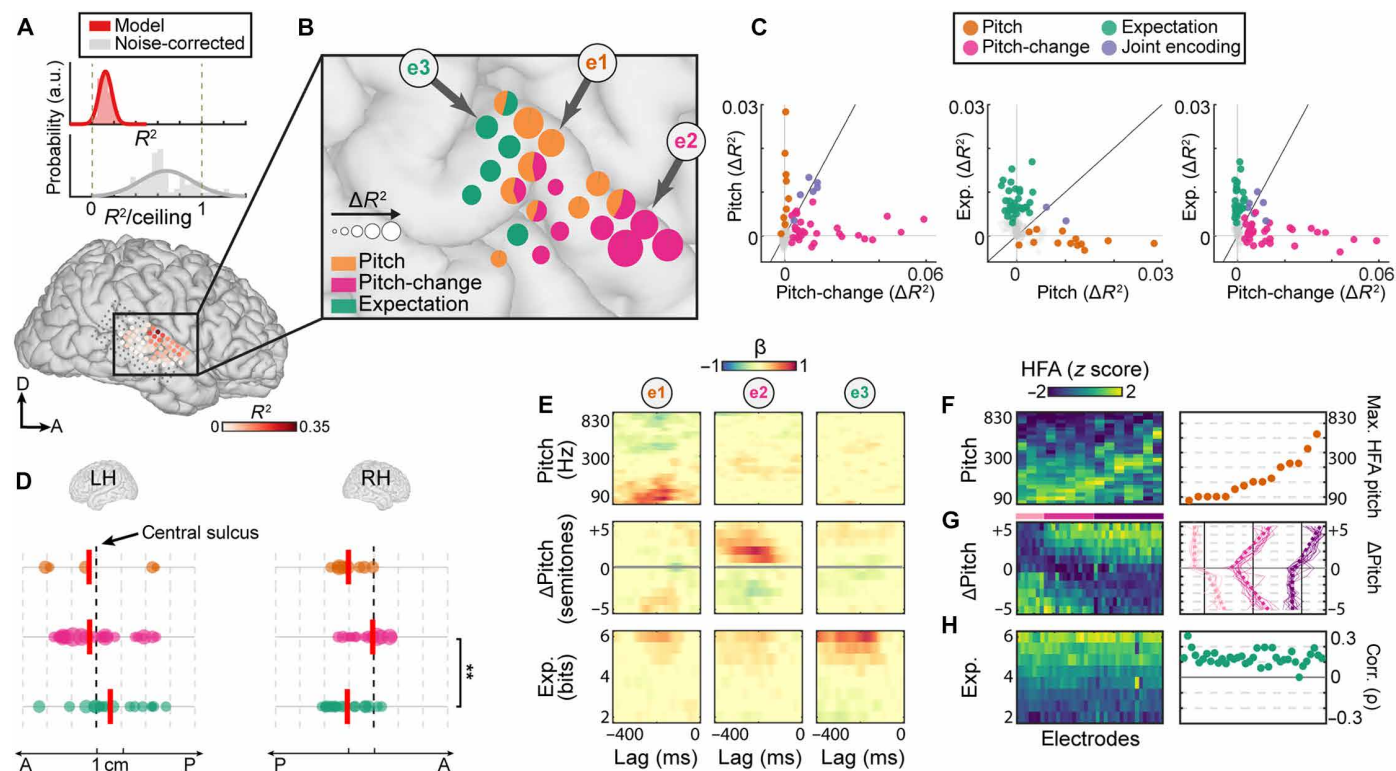 A
Model
Noise-corrected
Probability (a.u.)
R²
0
1
R²/ceiling
D
A
R²
0
0.35
B
e3
e1
e2
ΔR²
Pitch
Pitch-change
Expectation
C
Pitch
Expectation
Pitch-change
Joint encoding
0.03
Pitch (ΔR²)
0
0
0.06
Pitch-change (ΔR²)
0.03
Exp. (ΔR²)
0
0
0.03
Pitch (ΔR²)
0.03
Exp. (ΔR²)
0
0
0.06
Pitch-change (ΔR²)
D
LH
RH
Central sulcus
**
A
1 cm
P
P
A
β
−1
1
E
e1
e2
e3
Pitch
(Hz)
830
300
90
ΔPitch
(semitones)
+5
0
−5
Exp.
(bits)
6
4
2
−400
0
−400
0
−400
0
Lag (ms)
Lag (ms)
Lag (ms)
HFA (z score)
−2
2
F
Pitch
830
300
90
830
300
90
Max. HFA
pitch
G
ΔPitch
+5
0
−5
+5
0
−5
ΔPitch
H
Exp.
6
4
2
0.3
0
−0.3
Corr. (ρ)
Electrodes